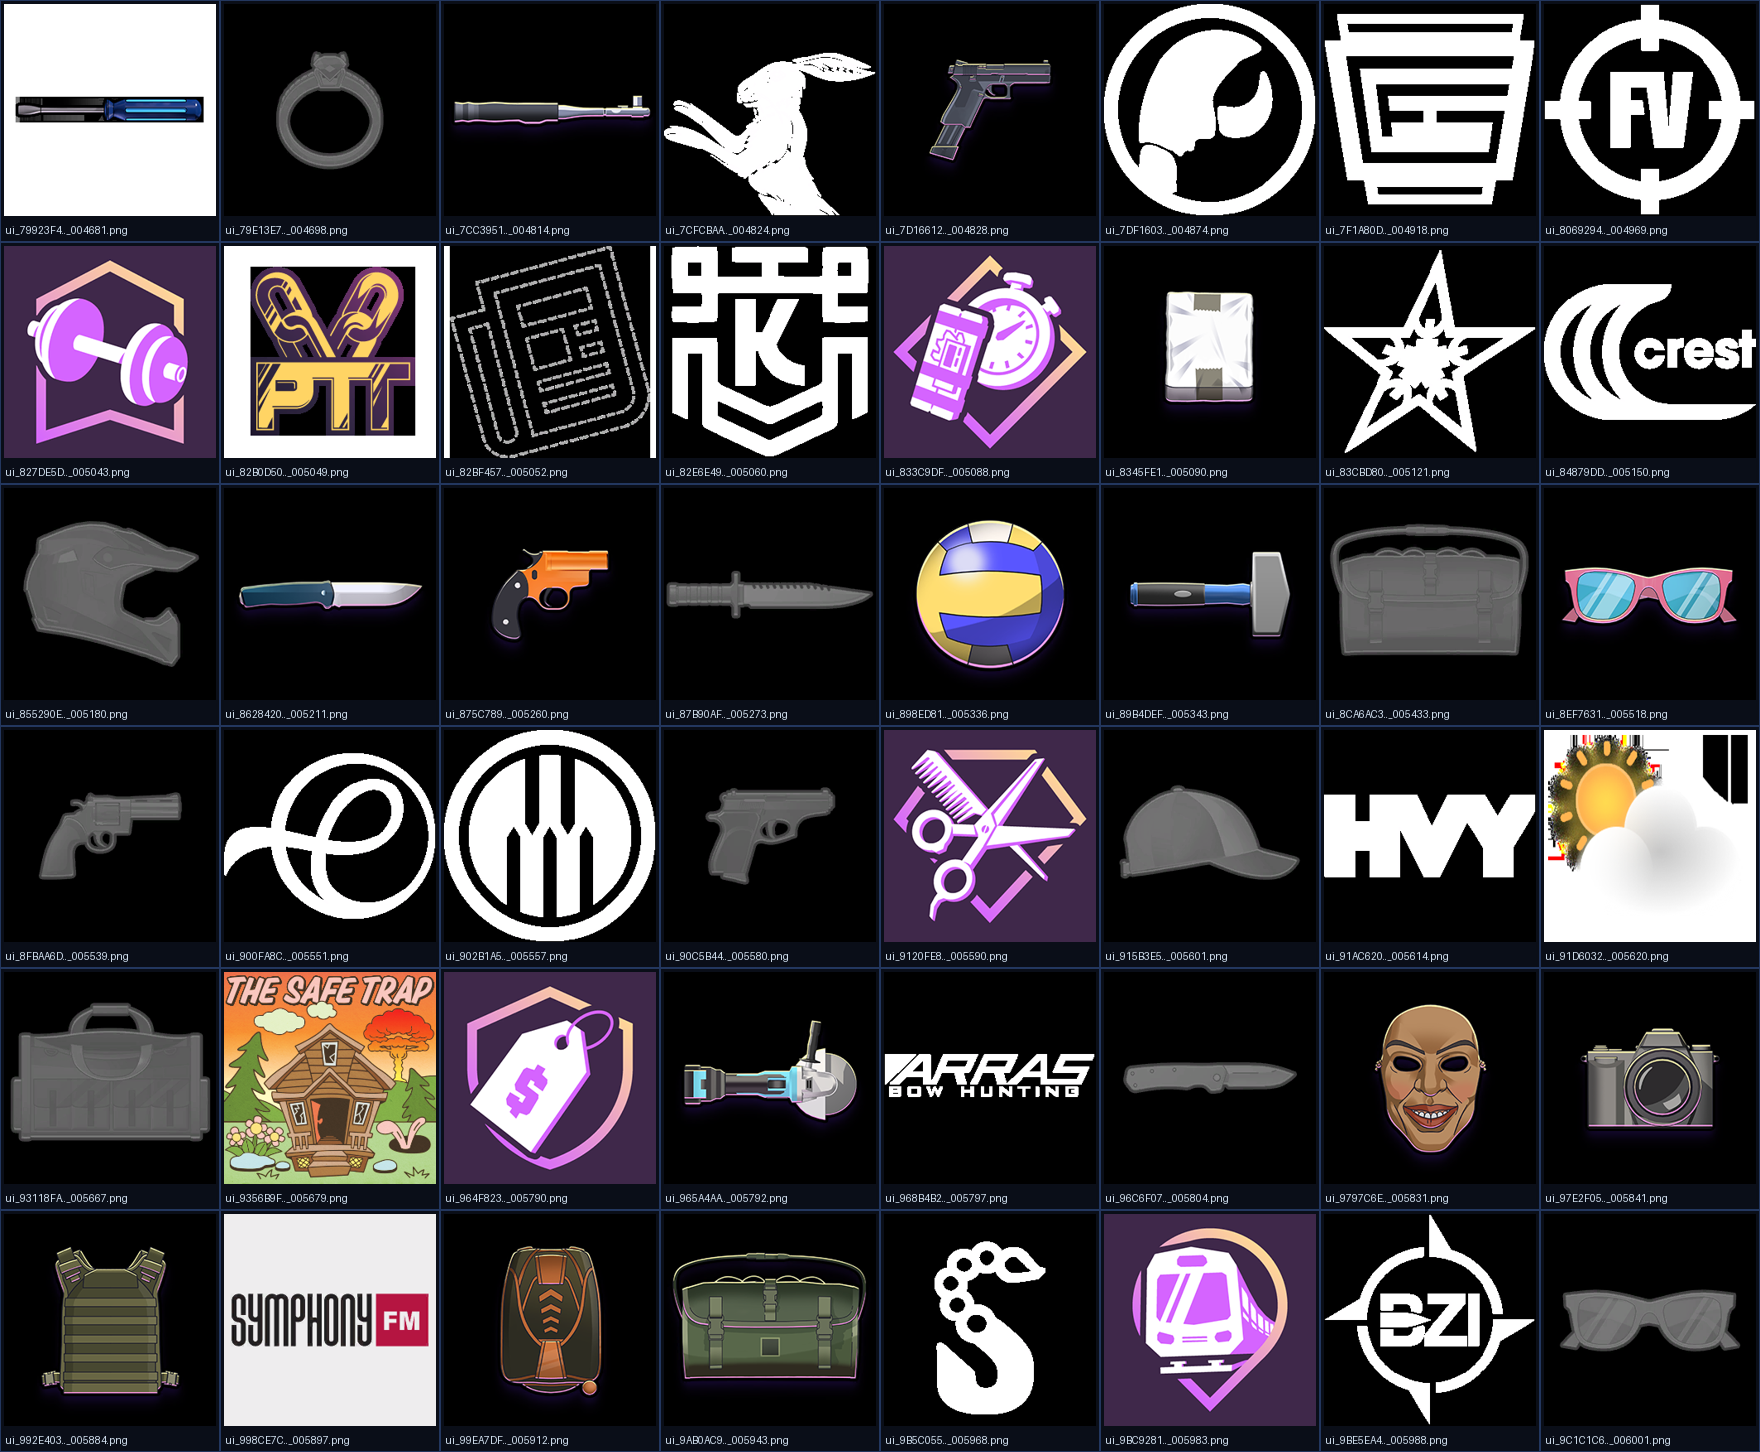 FV
ui_79923F4.._004681.png
ui_79E13E7.._004698.png
ui_7CC3951.._004814.png
ui_7CFCBAA.._004824.png
ui_7D16612.._004828.png
ui_7DF1603.._004874.png
ui_7F1A80D.._004918.png
ui_8069294.._004969.png
PTT
K
crest
ui_827DE5D.._005043.png
ui_82B0D50.._005049.png
ui_82BF457.._005052.png
ui_82E6E49.._005060.png
ui_833C9DF.._005088.png
ui_8345FE1.._005090.png
ui_83CBD80.._005121.png
ui_84879DD.._005150.png
ui_855290E.._005180.png
ui_8628420.._005211.png
ui_875C789.._005260.png
ui_87B90AF.._005273.png
ui_898ED81.._005336.png
ui_89B4DEF.._005343.png
ui_8CA6AC3.._005433.png
ui_8EF7631.._005518.png
HVY
ui_8FBAA6D.._005539.png
ui_900FA8C.._005551.png
ui_902B1A5.._005557.png
ui_90C5B44.._005580.png
ui_9120FE8.._005590.png
ui_915B3E5.._005601.png
ui_91AC620.._005614.png
ui_91D6032.._005620.png
THE SAFE TRAP
$
VARRAS
BOW HUNTING
ui_93118FA.._005667.png
ui_9356B9F.._005679.png
ui_964F823.._005790.png
ui_965A4AA.._005792.png
ui_968B4B2.._005797.png
ui_96C6F07.._005804.png
ui_9797C6E.._005831.png
ui_97E2F05.._005841.png
SYMPHONY FM
S
BZI
ui_992E403.._005884.png
ui_998CE7C.._005897.png
ui_99EA7DF.._005912.png
ui_9AB0AC9.._005943.png
ui_9B5C055.._005968.png
ui_9BC9281.._005983.png
ui_9BE5EA4.._005988.png
ui_9C1C1C6.._006001.png